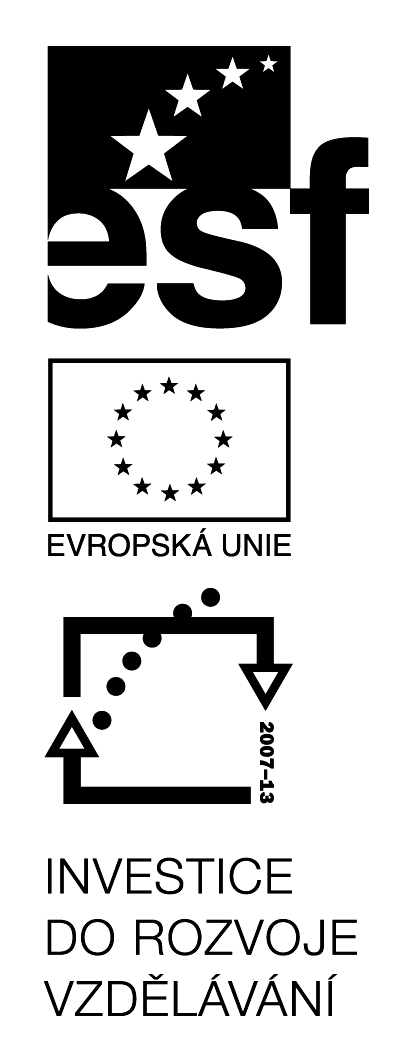 esf
EVROPSKÁ UNIE
2007-13
INVESTICE
DO ROZVOJE
VZDĚLÁVÁNÍ